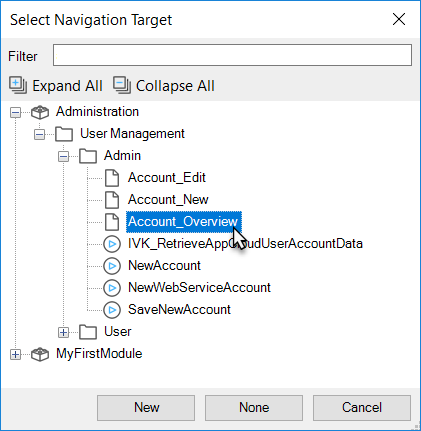 Select Navigation Target
Filter
Expand All Collapse All
Administration
User Management
Admin
Account_Edit
Account_New
Account_Overview
IVK_RetrieveAppCloudUserAccountData
NewAccount
NewWebServiceAccount
SaveNewAccount
User
MyFirstModule
New None Cancel